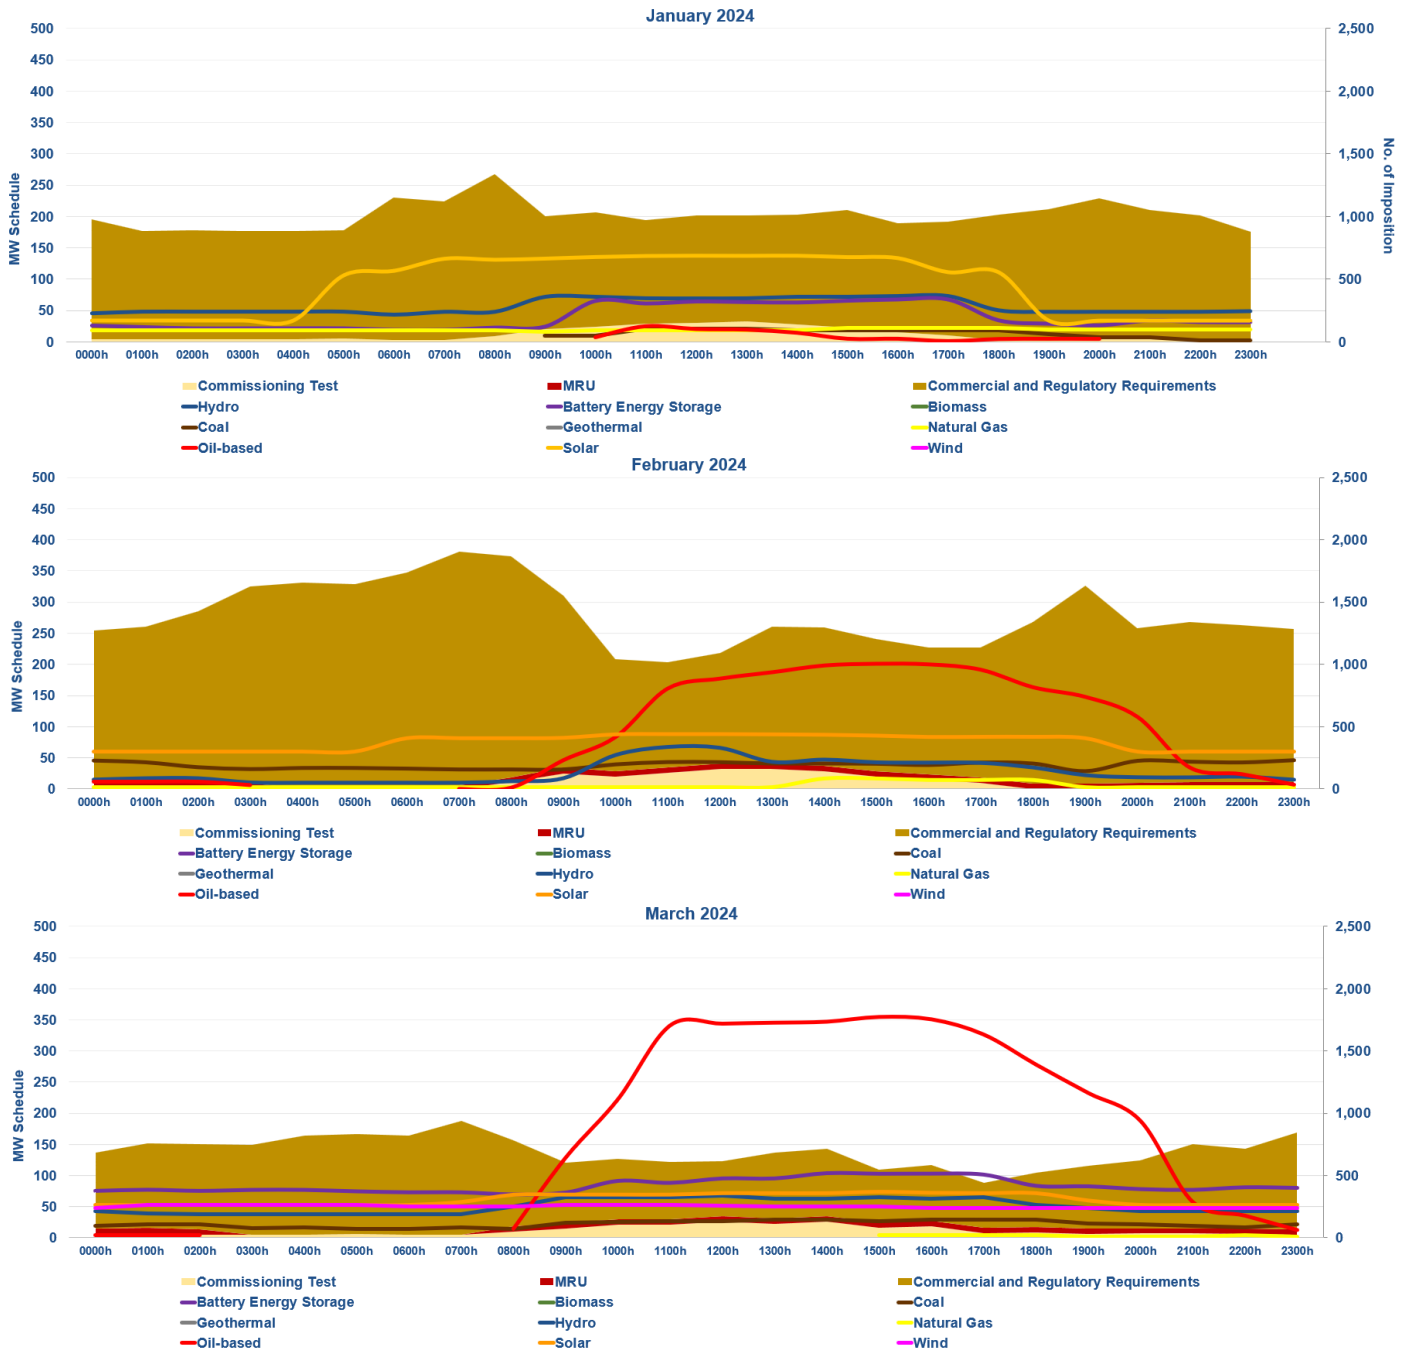 January 2024
500 2,500
450
400 2,000
350
300 1,500
250
200 1,000
150
100 500
50
0 0
MW Schedule
No. of Imposition
0000h 0100h 0200h 0300h 0400h 0500h 0600h 0700h 0800h 0900h 1000h 1100h 1200h 1300h 1400h 1500h 1600h 1700h 1800h 1900h 2000h 2100h 2200h 2300h
Commissioning Test MRU Commercial and Regulatory Requirements
Hydro Battery Energy Storage Biomass
Coal Geothermal Natural Gas
Oil-based Solar Wind
February 2024
500 2,500
450
400 2,000
350
300 1,500
250
200 1,000
150
100 500
50
0 0
MW Schedule
0000h 0100h 0200h 0300h 0400h 0500h 0600h 0700h 0800h 0900h 1000h 1100h 1200h 1300h 1400h 1500h 1600h 1700h 1800h 1900h 2000h 2100h 2200h 2300h
Commissioning Test MRU Commercial and Regulatory Requirements
Battery Energy Storage Biomass Coal
Geothermal Hydro Natural Gas
Oil-based Solar Wind
March 2024
500 2,500
450
400 2,000
350
300 1,500
250
200 1,000
150
100 500
50
0 0
MW Schedule
0000h 0100h 0200h 0300h 0400h 0500h 0600h 0700h 0800h 0900h 1000h 1100h 1200h 1300h 1400h 1500h 1600h 1700h 1800h 1900h 2000h 2100h 2200h 2300h
Commissioning Test MRU Commercial and Regulatory Requirements
Battery Energy Storage Biomass Coal
Geothermal Hydro Natural Gas
Oil-based Solar Wind